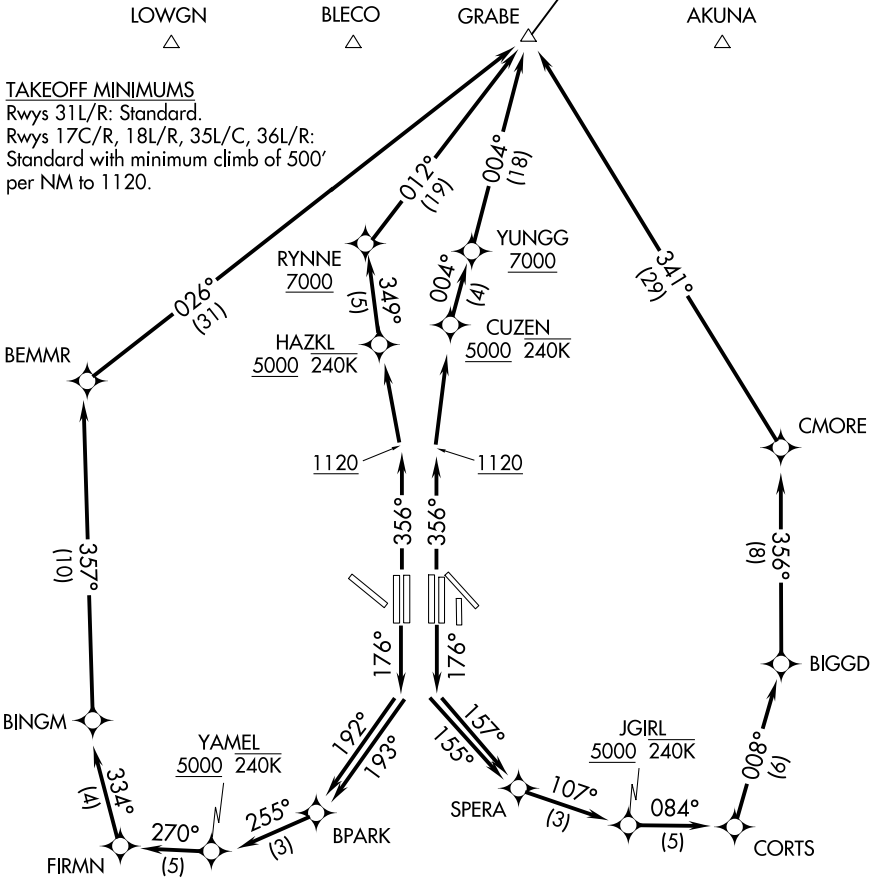 LOWGN
BLECO
GRABE
AKUNA
TAKEOFF MINIMUMS
Rwys 31L/R: Standard.
Rwys 17C/R, 18L/R, 35L/C, 36L/R:
Standard with minimum climb of 500′
per NM to 1120.
012°
(19)
004°
(18)
RYNNE
7000
YUNGG
7000
026°
(31)
349°
(5)
004°
(4)
341°
(29)
HAZKL
5000 240K
CUZEN
5000 240K
BEMMR
CMORE
1120
1120
356°
356°
357°
(10)
356°
(8)
176°
176°
BIGGD
BINGM
YAMEL
5000 240K
192°
193°
157°
155°
JGIRL
5000 240K
008°
(9)
334°
(4)
270°
(5)
255°
(3)
BPARK
SPERA
107°
(3)
084°
(5)
CORTS
FIRMN